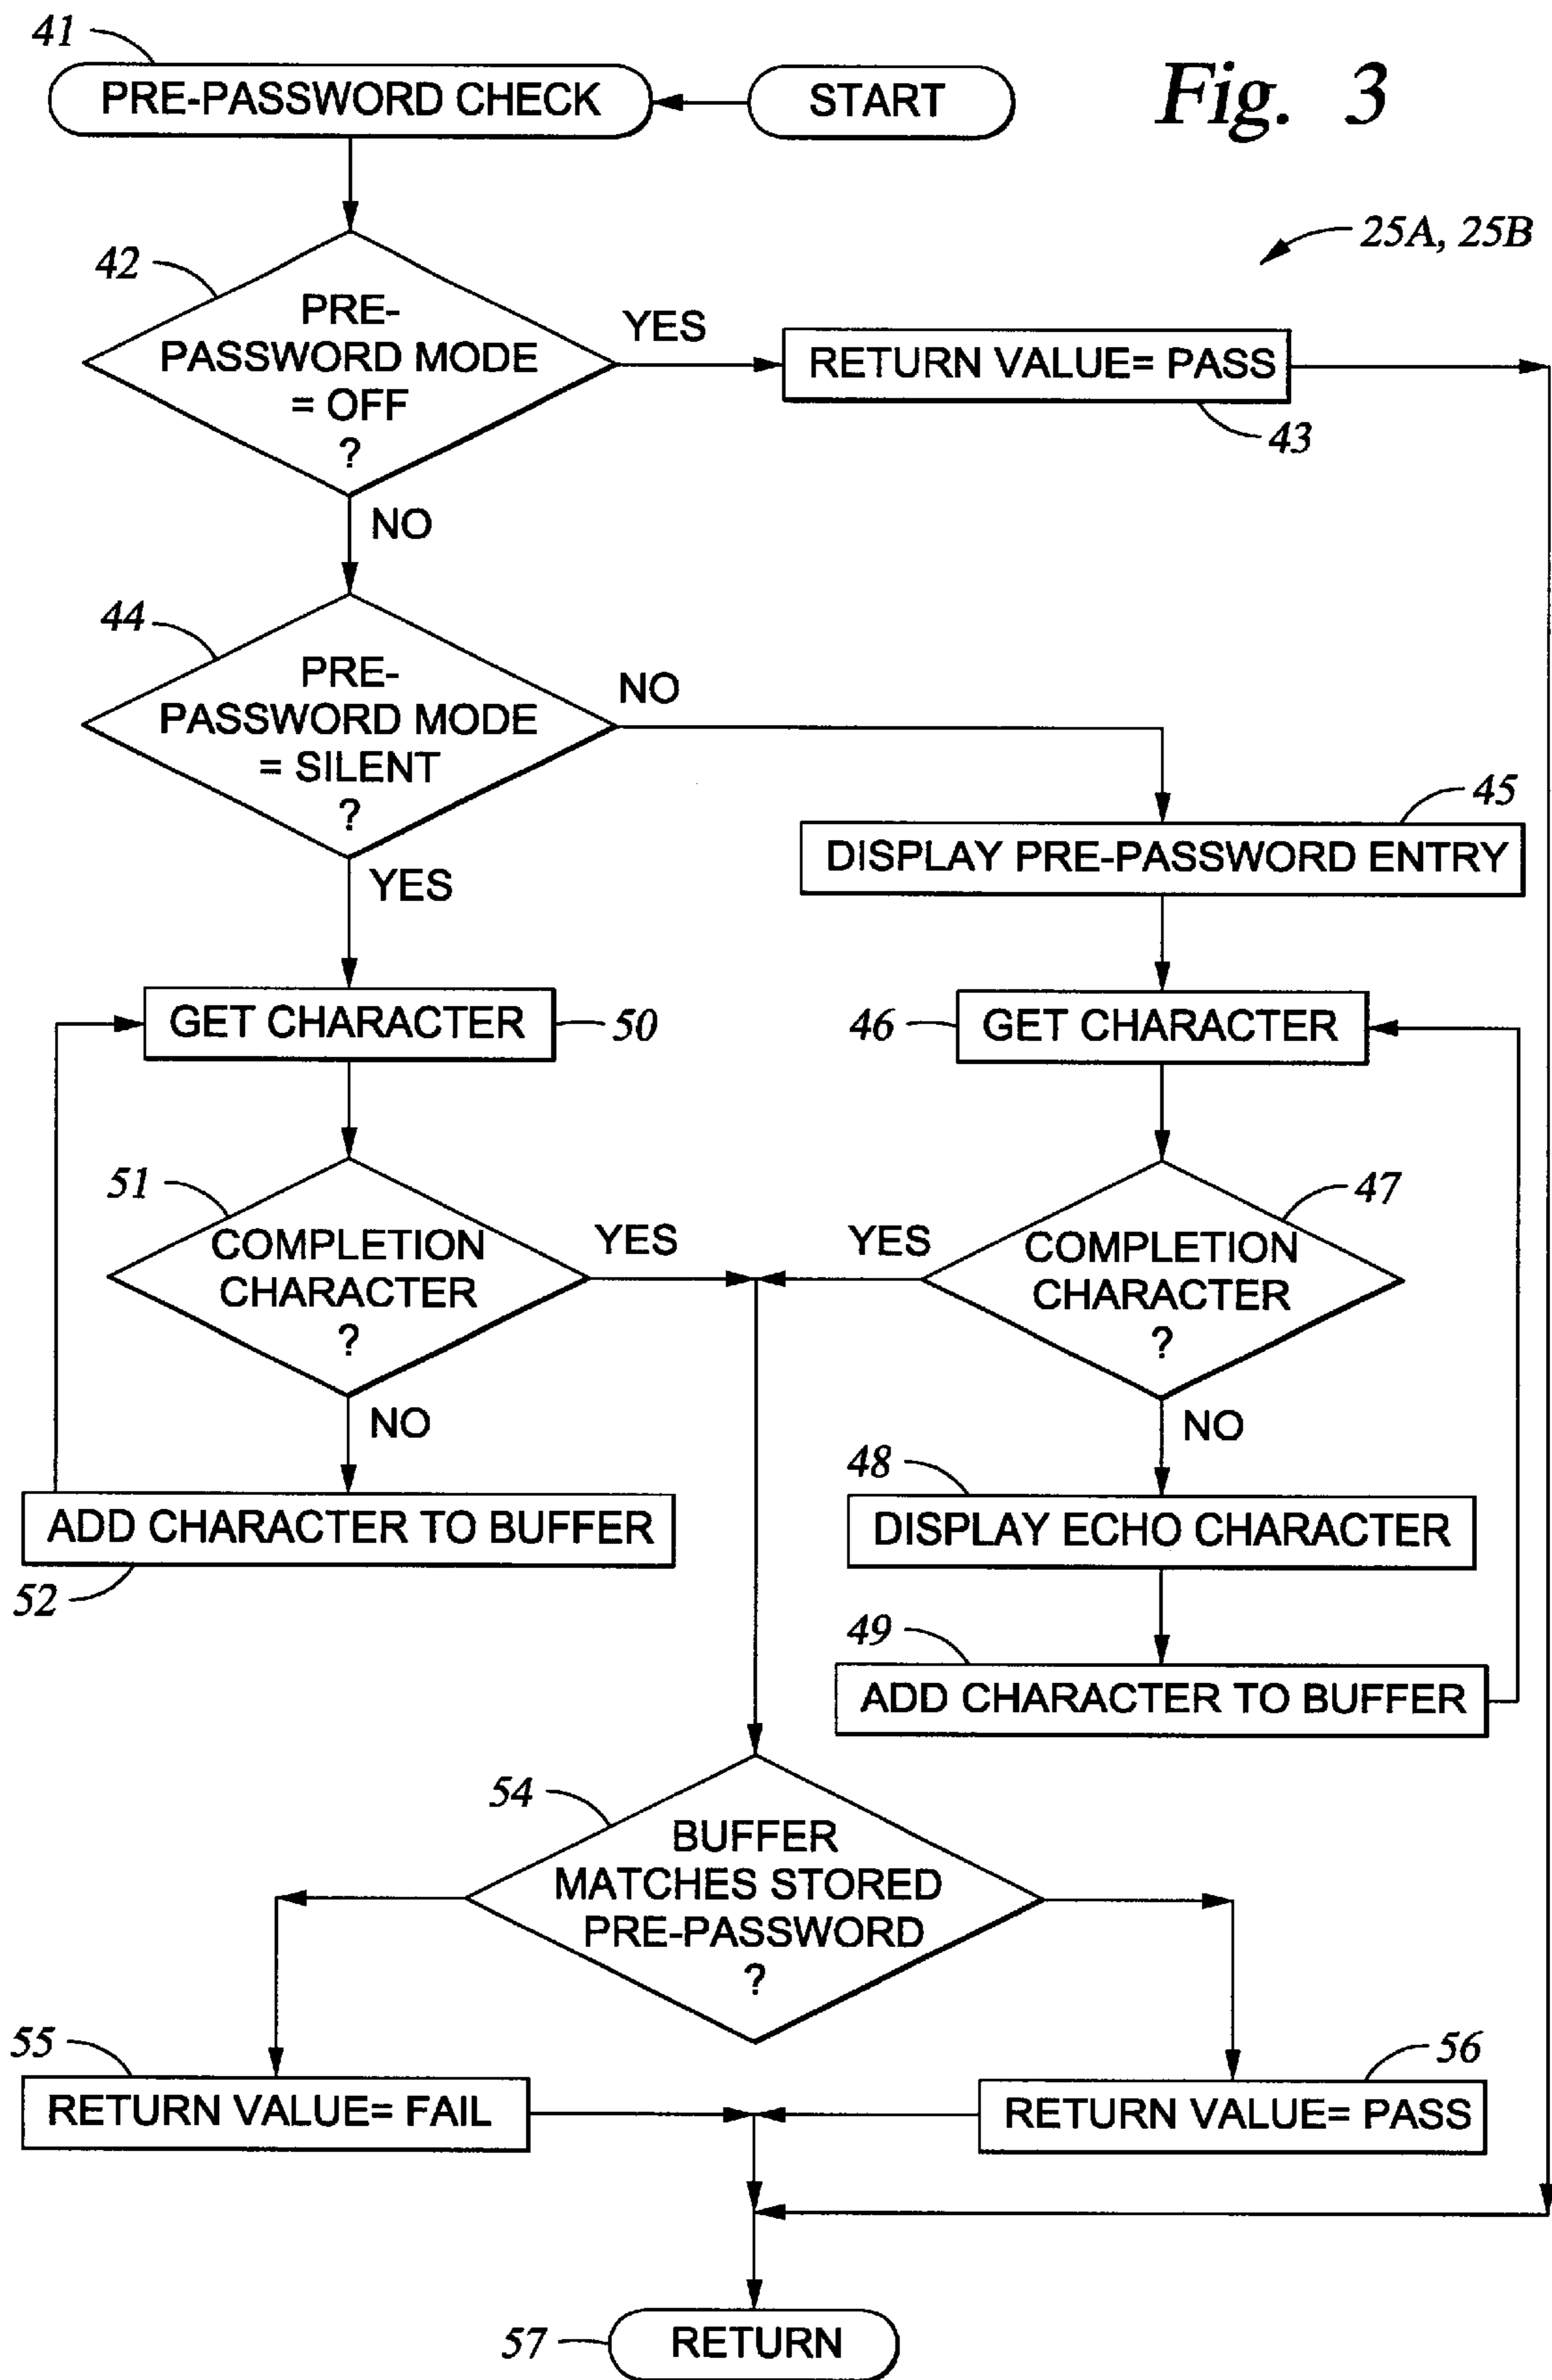 41
PRE-PASSWORD CHECK
START
Fig. 3
25A, 25B
42
PRE-
PASSWORD MODE
= OFF
?
YES
RETURN VALUE= PASS
43
NO
44
PRE-
PASSWORD MODE
= SILENT
?
NO
45
DISPLAY PRE-PASSWORD ENTRY
YES
GET CHARACTER
50
46
GET CHARACTER
51
COMPLETION
CHARACTER
?
YES
YES
47
COMPLETION
CHARACTER
?
NO
NO
ADD CHARACTER TO BUFFER
52
48
DISPLAY ECHO CHARACTER
49
ADD CHARACTER TO BUFFER
54
BUFFER
MATCHES STORED
PRE-PASSWORD
?
55
RETURN VALUE= FAIL
56
RETURN VALUE= PASS
57
RETURN